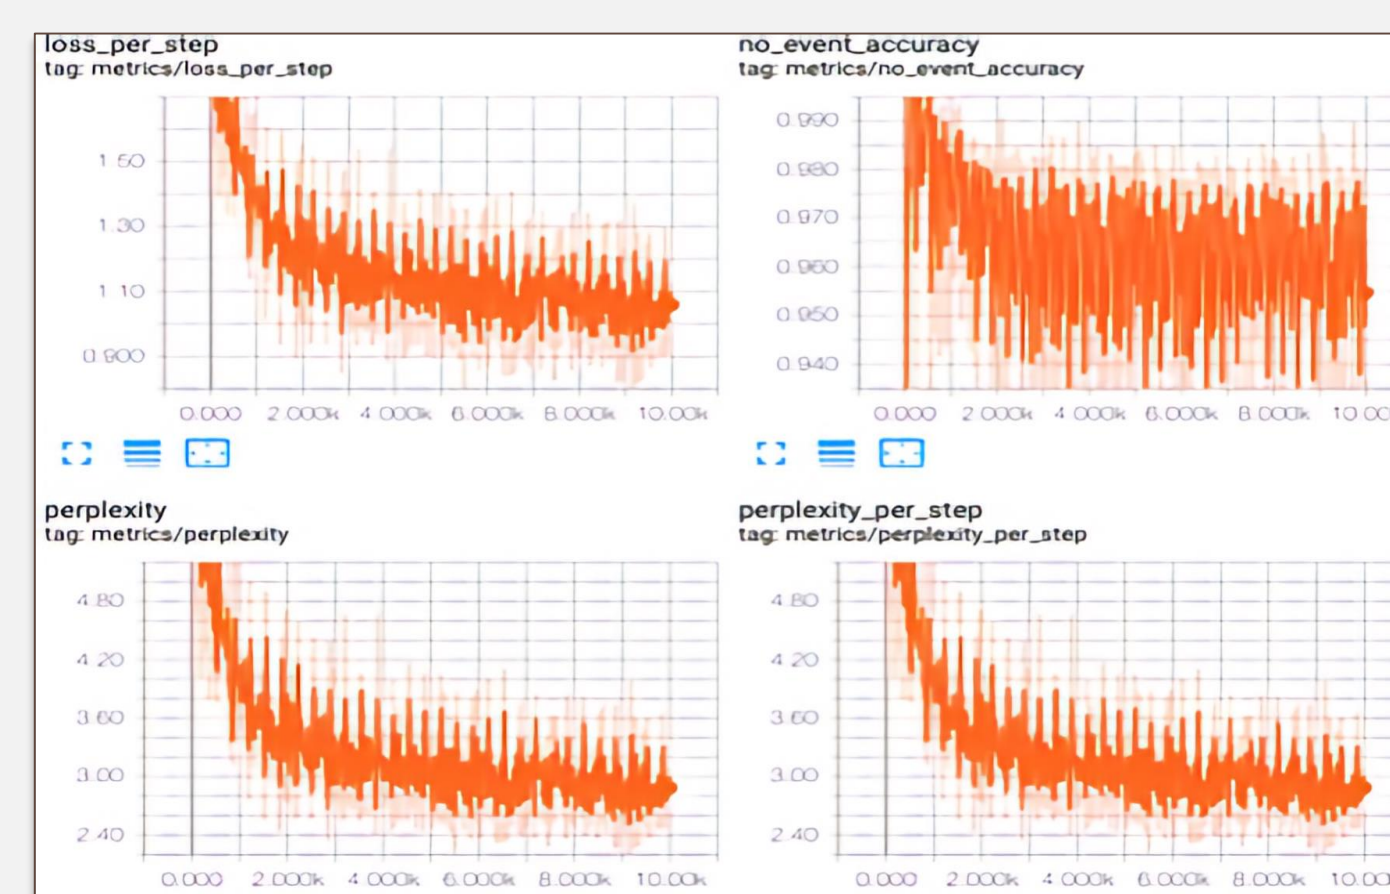 loss_per_step
tag: metrics/loss_per_step
1.50
1.30
1.10
0.900
0.000 2.000k 4.000k 6.000k 8.000k 10.00k
no_event_accuracy
tag: metrics/no_event_accuracy
0.990
0.980
0.970
0.960
0.950
0.940
0.000 2.000k 4.000k 6.000k 8.000k 10.00
perplexity
tag: metrics/perplexity
4.80
4.20
3.60
3.00
2.40
0.000 2.000k 4.000k 6.000k 8.000k 10.00k
perplexity_per_step
tag: metrics/perplexity_per_step
4.80
4.20
3.60
3.00
2.40
0.000 2.000k 4.000k 6.000k 8.000k 10.00